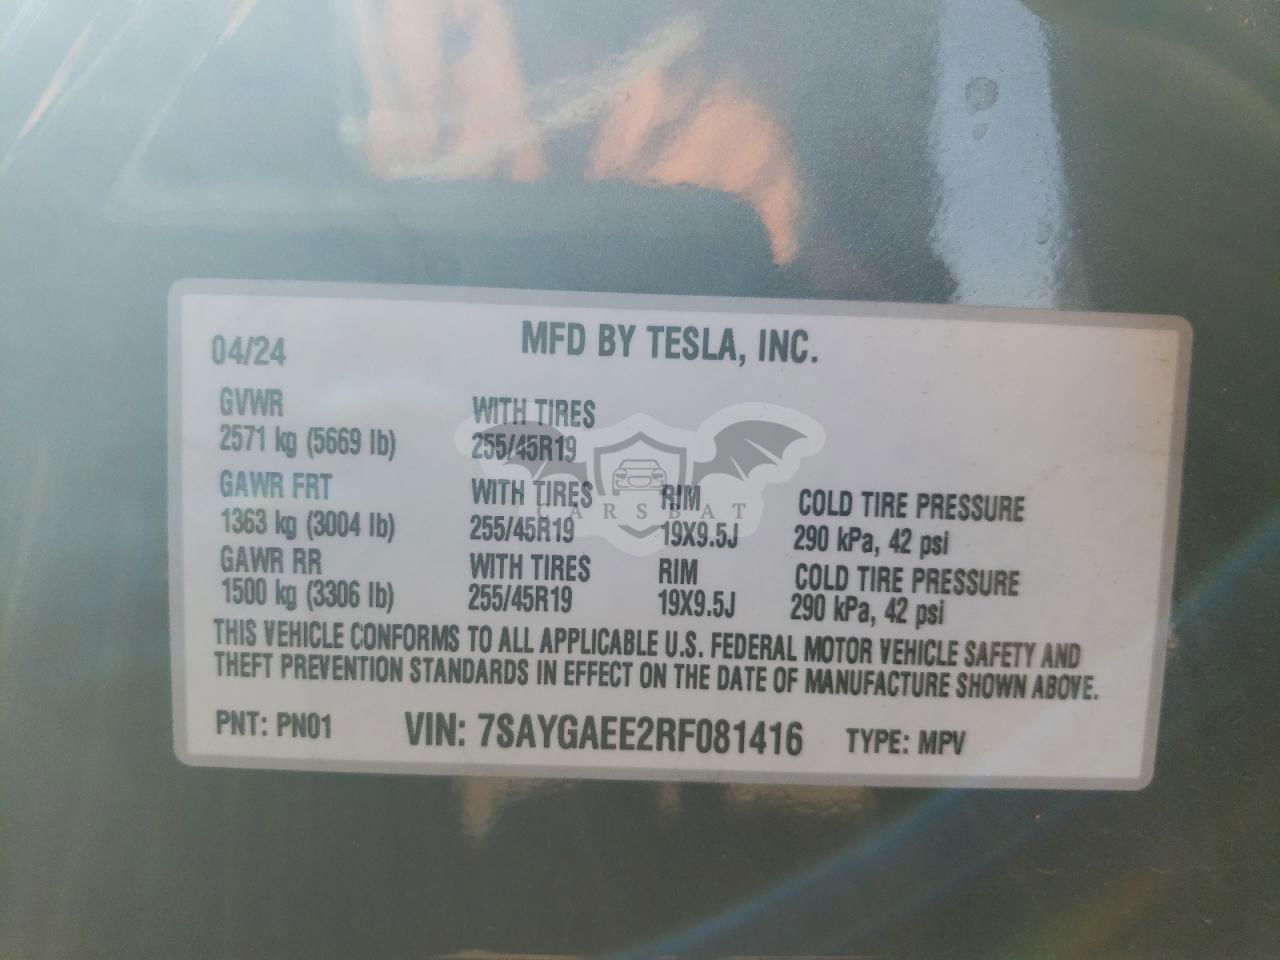 04/24 MFD BY TESLA, INC.
GVWR WITH TIRES
2571 kg (5669 lb) 255/45R19
GAWR FRT WITH TIRES RIM COLD TIRE PRESSURE
1363 kg (3004 lb) 255/45R19 19X9.5J 290 kPa, 42 psi
GAWR RR WITH TIRES RIM COLD TIRE PRESSURE
1500 kg (3306 lb) 255/45R19 19X9.5J 290 kPa, 42 psi
THIS VEHICLE CONFORMS TO ALL APPLICABLE U.S. FEDERAL MOTOR VEHICLE SAFETY AND
THEFT PREVENTION STANDARDS IN EFFECT ON THE DATE OF MANUFACTURE SHOWN ABOVE.
PNT: PN01 VIN: 7SAYGAEE2RF081416 TYPE: MPV
CARSBAT